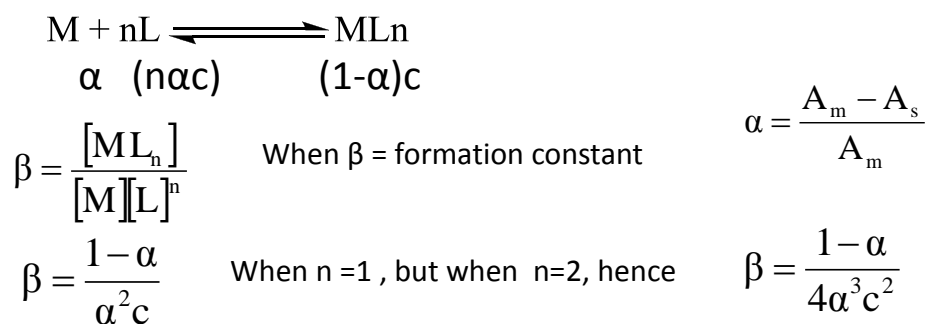 M + nL ⇌ MLn
α (nαc) (1-α)c
α = (A_m − A_s) / A_m
β = [ML_n] / [M][L]^n When β = formation constant
β = (1−α) / (α²c) When n =1 , but when n=2, hence β = (1−α) / (4α³c²)